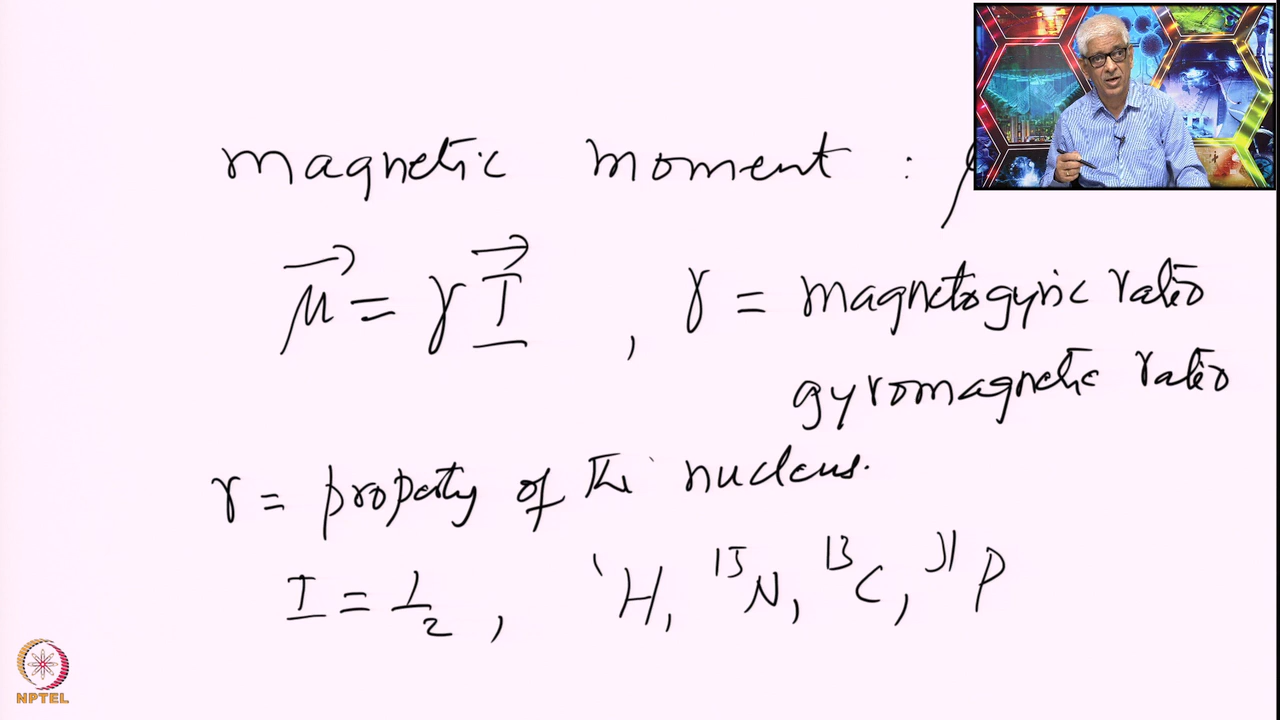 magnetic moment : μ
μ⃗ = γ I⃗ , γ = magnetogyric ratio
gyromagnetic ratio
γ = property of the nucleus.
I = 1/2 , ¹H, ¹⁵N, ¹³C, ³¹P
NPTEL